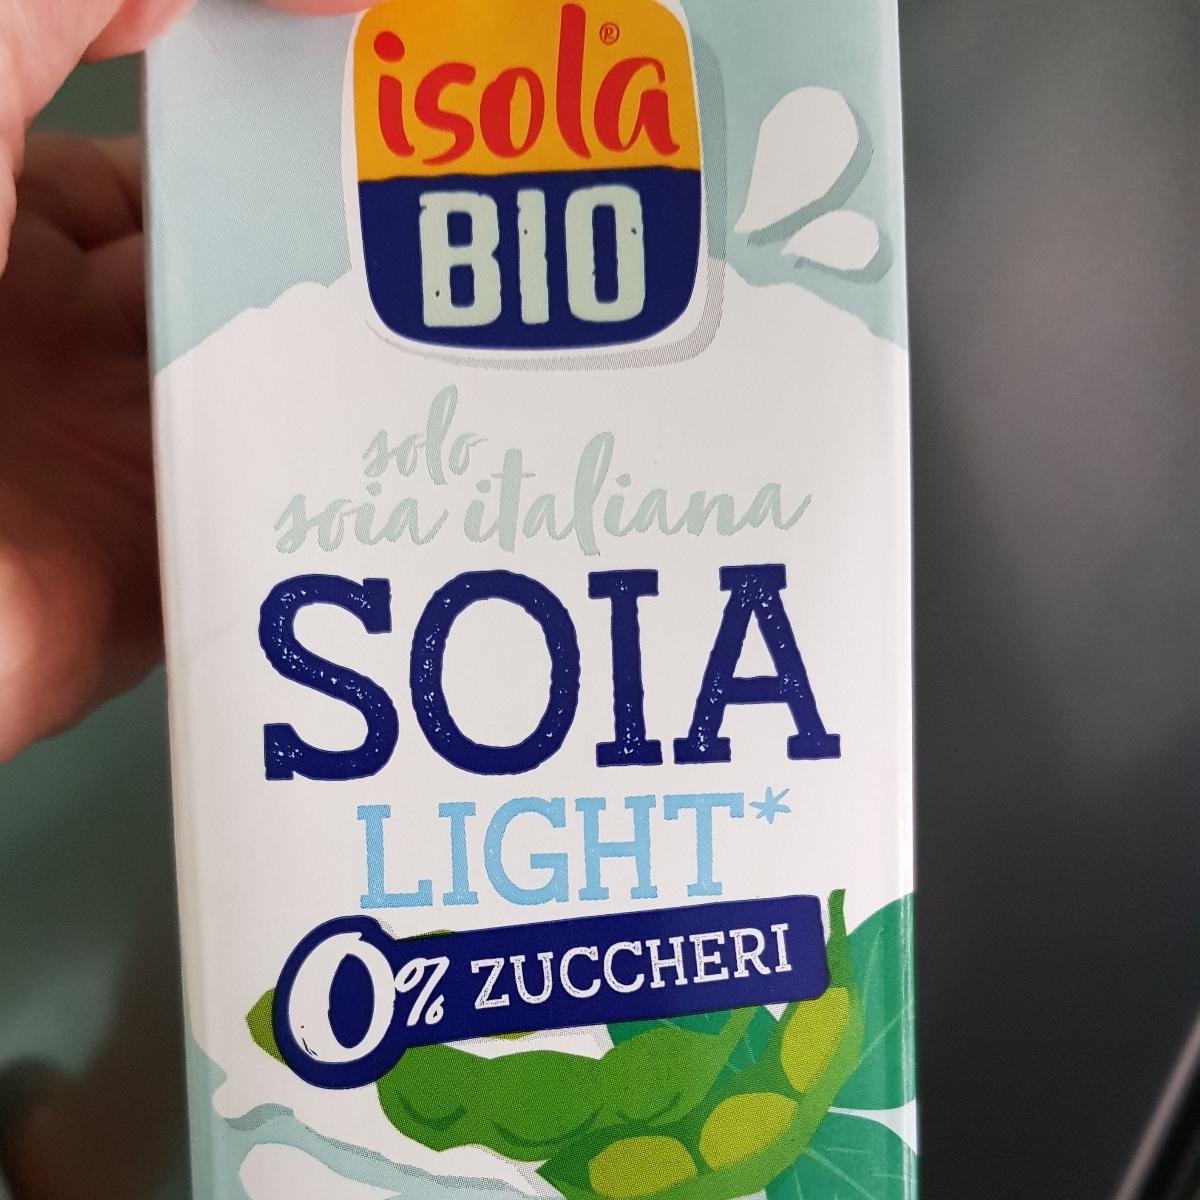 isola®
BIO
solo
soia italiana
SOIA
LIGHT*
0% ZUCCHERI